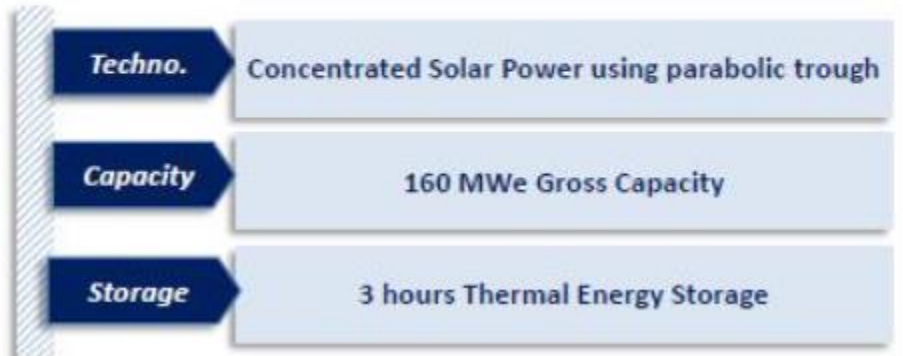 Techno.
Concentrated Solar Power using parabolic trough
Capacity
160 MWe Gross Capacity
Storage
3 hours Thermal Energy Storage